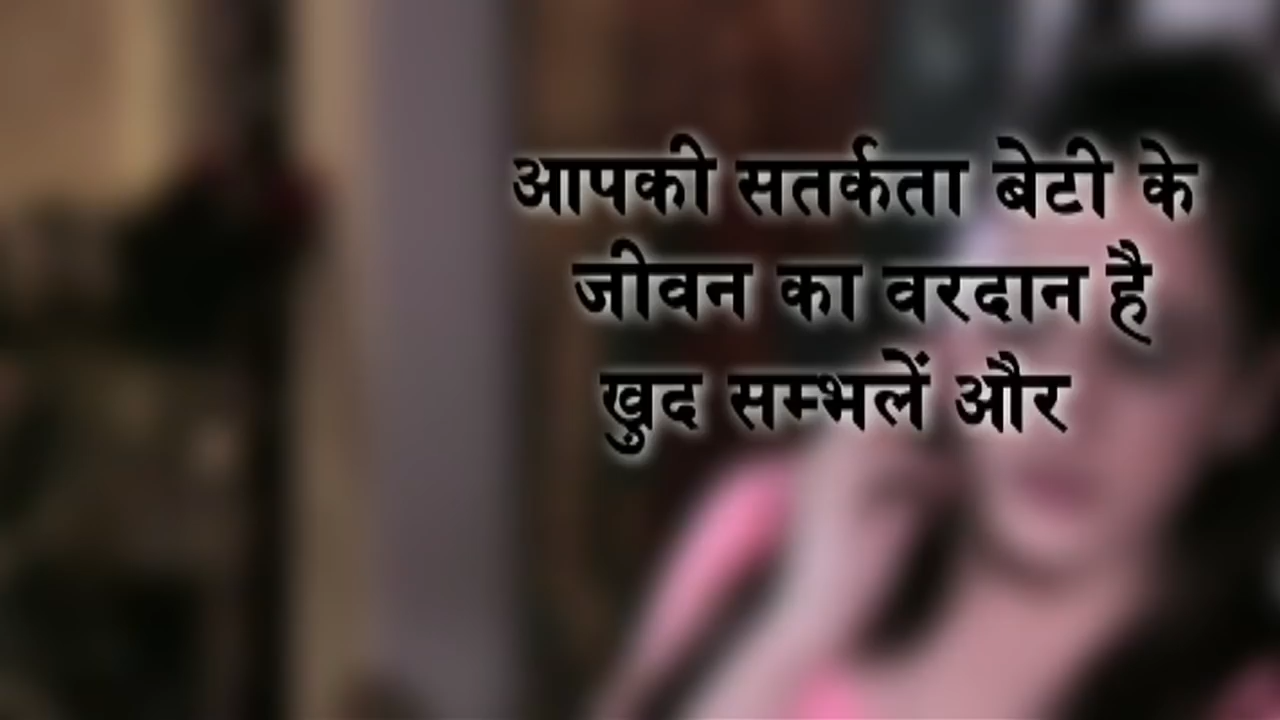 आपकी सतर्कता बेटी के
जीवन का वरदान है
खुद सम्भलें और